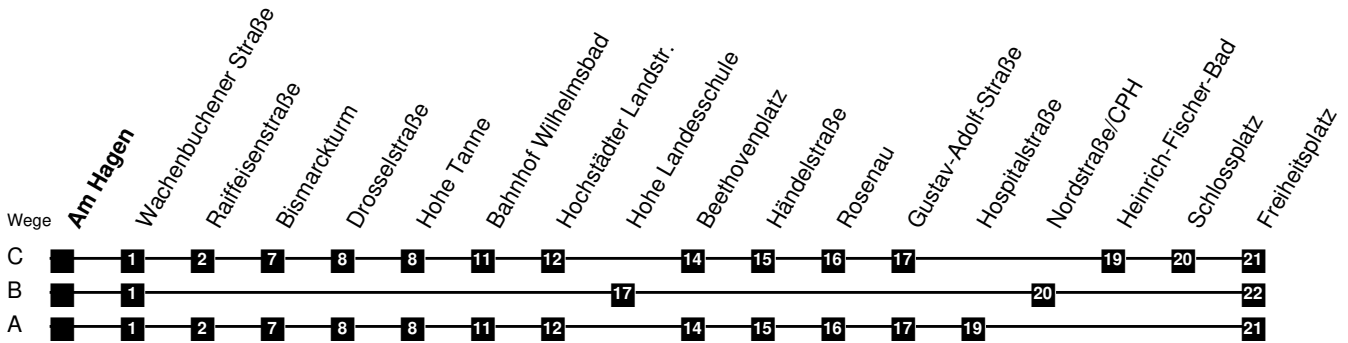 Am Hagen
Wachenbuchener Straße
Raiffeisenstraße
Bismarckturm
Drosselstraße
Hohe Tanne
Bahnhof Wilhelmsbad
Hochstädter Landstr.
Hohe Landesschule
Beethovenplatz
Händelstraße
Rosenau
Gustav-Adolf-Straße
Hospitalstraße
Nordstraße/CPH
Heinrich-Fischer-Bad
Schlossplatz
Freiheitsplatz
Wege
C 1 2 7 8 8 11 12 14 15 16 17 19 20 21
B 1 17 20 22
A 1 2 7 8 8 11 12 14 15 16 17 19 21